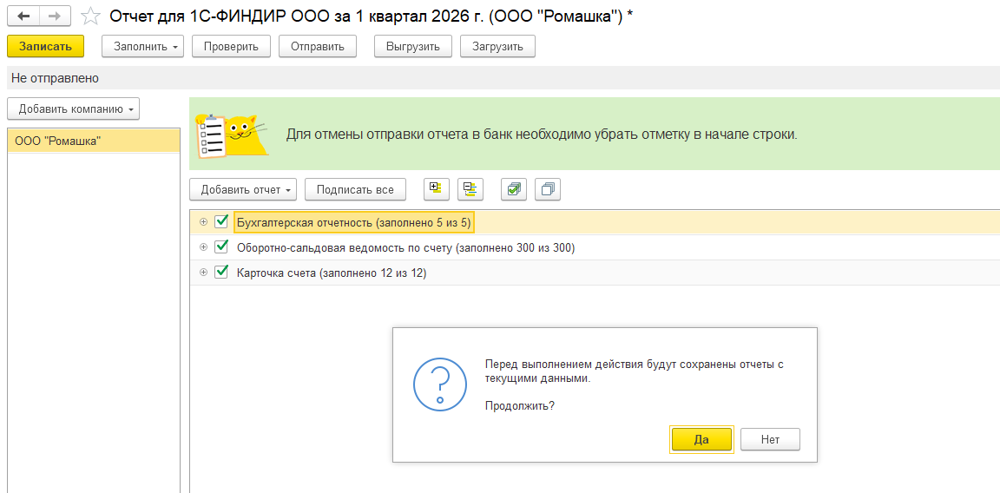 Отчет для 1С-ФИНДИР ООО за 1 квартал 2026 г. (ООО "Ромашка") *
Записать Заполнить Проверить Отправить Выгрузить Загрузить
Не отправлено
Добавить компанию
ООО "Ромашка"
Для отмены отправки отчета в банк необходимо убрать отметку в начале строки.
Добавить отчет Подписать все
Бухгалтерская отчетность (заполнено 5 из 5)
Оборотно-сальдовая ведомость по счету (заполнено 300 из 300)
Карточка счета (заполнено 12 из 12)
Перед выполнением действия будут сохранены отчеты с
текущими данными.
Продолжить?
Да Нет